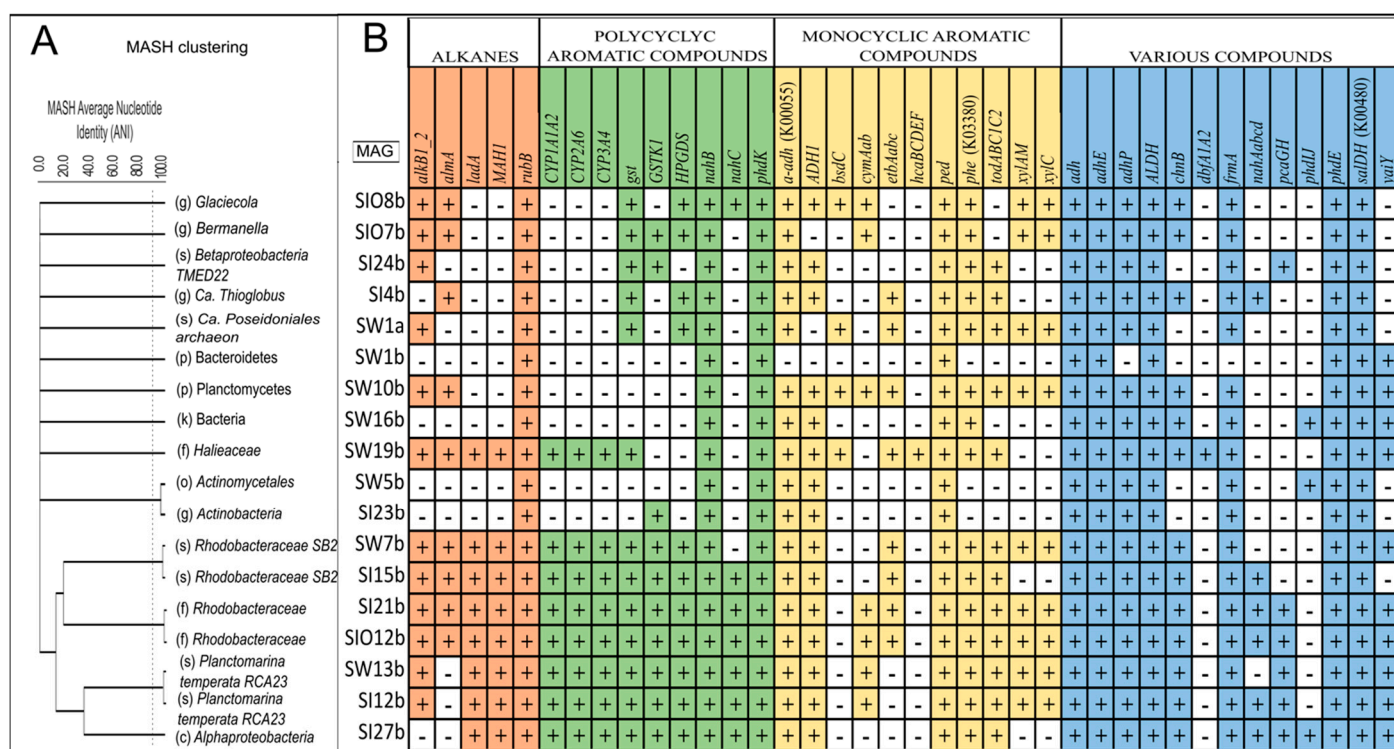 A
MASH clustering
MASH Average Nucleotide
Identity (ANI)
0.0 20.0 40.0 60.0 80.0 100.0
(g) Glaciecola
(g) Bermanella
(s) Betaproteobacteria
TMED22
(g) Ca. Thioglobus
(s) Ca. Poseidoniales
archaeon
(p) Bacteroidetes
(p) Planctomycetes
(k) Bacteria
(f) Halieaceae
(o) Actinomycetales
(g) Actinobacteria
(s) Rhodobacteraceae SB2
(s) Rhodobacteraceae SB2
(f) Rhodobacteraceae
(f) Rhodobacteraceae
(s) Planctomarina
temperata RCA23
(s) Planctomarina
temperata RCA23
(c) Alphaproteobacteria
B
ALKANES
POLYCYCLYC
AROMATIC COMPOUNDS
MONOCYCLIC AROMATIC
COMPOUNDS
VARIOUS COMPOUNDS
MAG alkB1_2 almA ladA MAH1 rubB CYP1A1A2 CYP2A6 CYP3A4 gst GSTK1 HPGDS nahB nahC phdK a-adh (K00055) ADH1 bsdC cymAab etbAabc hcaBCDEF ped phe (K03380) todABC1C2 xylAM xylC adh adhE adhP ALDH chnB dbfA1A2 frmA nahAabcd pcaGH phdJ phdE salDH (K00480) yaiY
SIO8b + + - - + - - - + - + + + + + + + + - - + + - + + + + + + + - + - - - + + -
SIO7b + + - - + - - - + + + + - + + - - + - - + + - + + + + + + + - + - - - + + -
SI24b + - - - + - - - + + - + - + + + - - - - + + + - - + + + + - - + - + - + + -
SI4b - + - - + - - - + - + + - + + + - - + - + + + - - + + + + + - + + - - + + -
SW1a + - - - + - - - + - + + - + + - + - + - + + + + + + + + + - - + - - - + + -
SW1b - - - - + - - - - - - + - + - - - - - - + - - - - + + - + - - - - - - + + +
SW10b + + - - + - - - - - - + - + + + + + + - + + + + + + + + + + - + - - - + + +
SW16b - - - - + - - - - - - + - + + + - - - - + + - - - + + + + + - + - - + + + +
SW19b + + + + + + + + + - - + - + + + + - + + + + + - - + + + + + + + - - - + + +
SW5b - - - - + - - - - - - + - + + + - - - - + - - - - + + + + - - + - - + + + +
SI23b - - - - + - - - - + - + - + + + - - - - + - - - - + + + + - - + - - - + + +
SW7b + + + + + + + + + + + + - + + + - - + - + + + + + + + + + + - + - - - + + +
SI15b + + + + + + + + + + + + + + + + - - + - + + + - - + + + + + - + + - - + + -
SI21b + + + + + + + + + + + + + + + + - + + - + + + + + + + + + + - + + + - + + +
SIO12b + + + + + + + + + + + + + + + + - + + - + + + + + + + + + + - + + + - + + +
SW13b + - + + + + + + + + + + + + + + - + - - + + + + + + + + + + - + - + - + + +
SI12b + - + + + + + + + + + + + + + + - + - - + + + + + + + + + + - + + + - + + +
SI27b - - + + + + + + + + + + + + + + - - - - + + + - - + + + + + - + + + + + + +